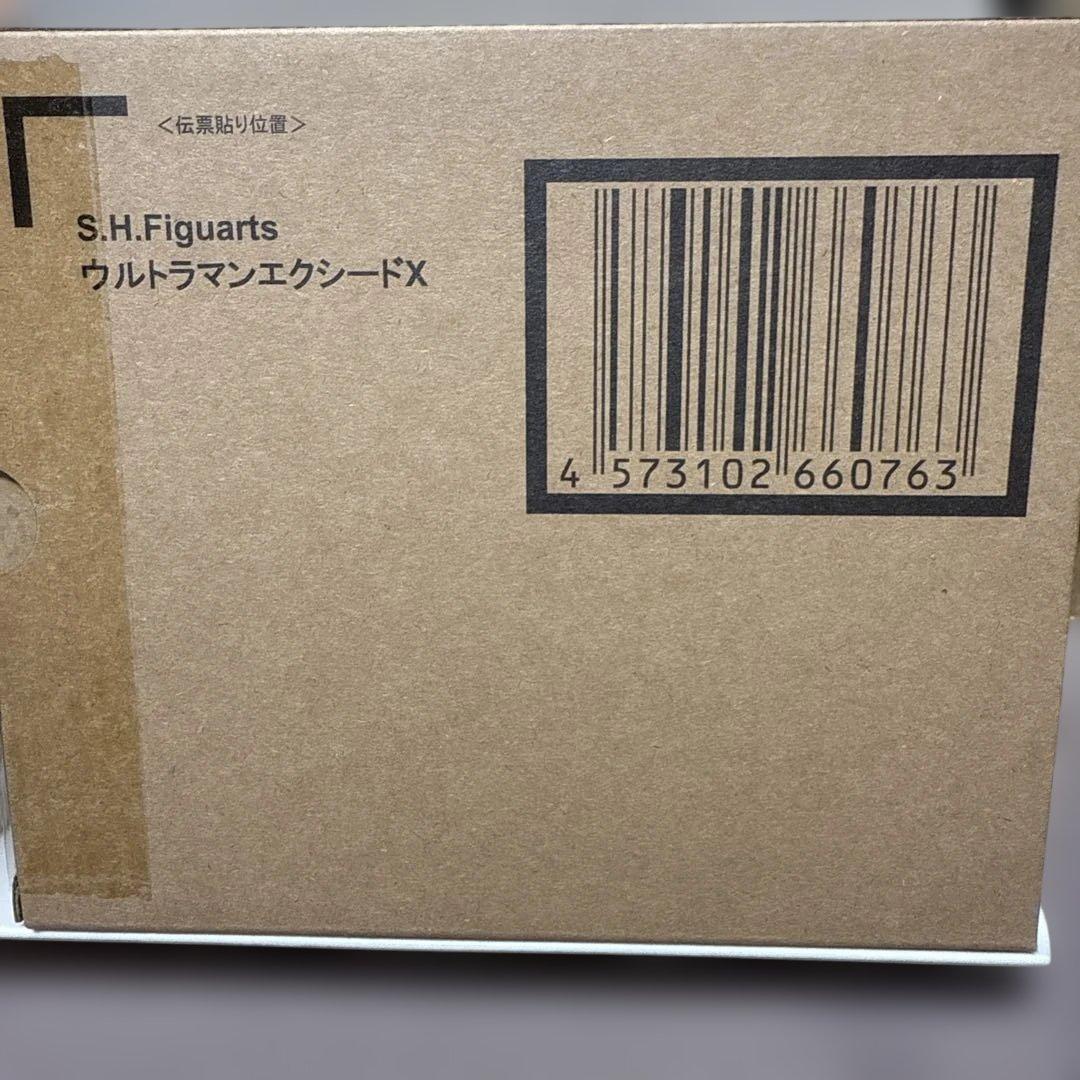 ＜伝票貼り位置＞
S.H.Figuarts
ウルトラマンエクシードX
4 573102 660763